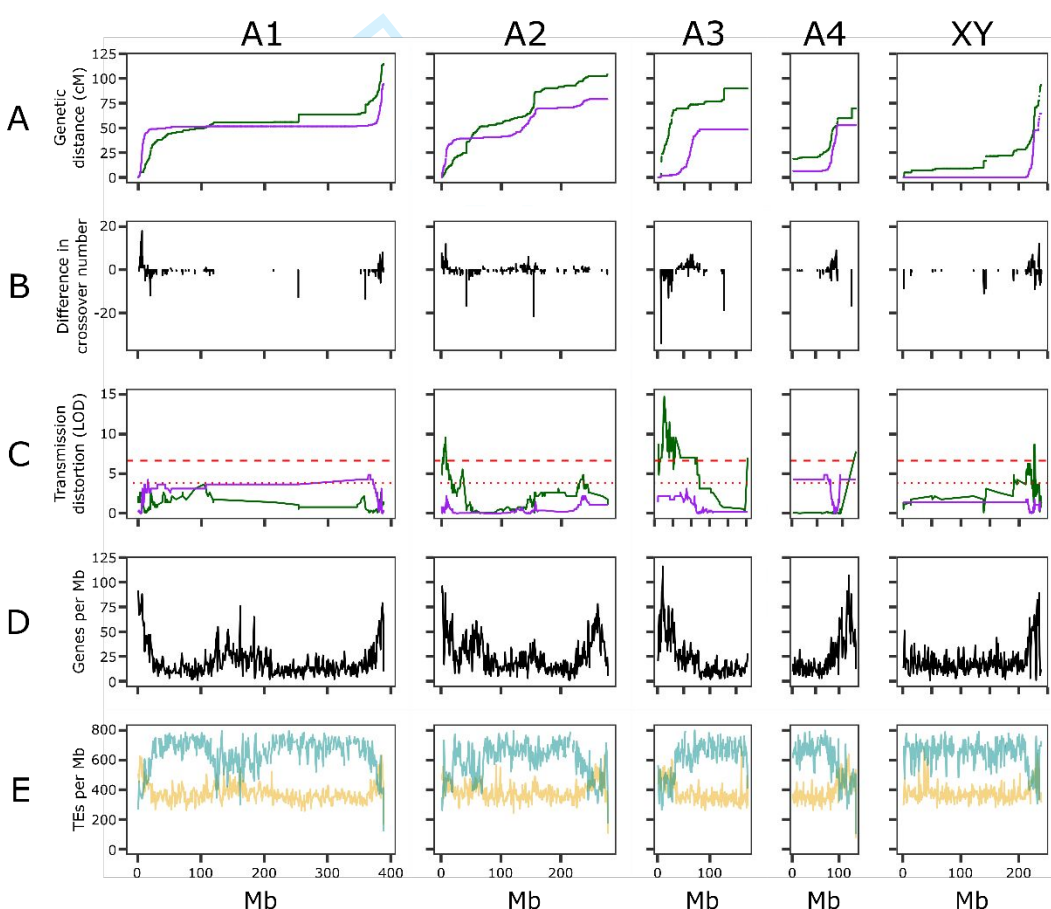 A1 A2 A3 A4 XY
A
Genetic
distance (cM)
125
100
75
50
25
0
B
Difference in
crossover number
20
0
-20
C
Transmission
distortion (LOD)
15
10
5
0
D
Genes per Mb
125
100
75
50
25
0
E
TEs per Mb
800
600
400
200
0
0 100 200 300 400 0 100 200 0 100 0 100 0 100 200
Mb Mb Mb Mb Mb